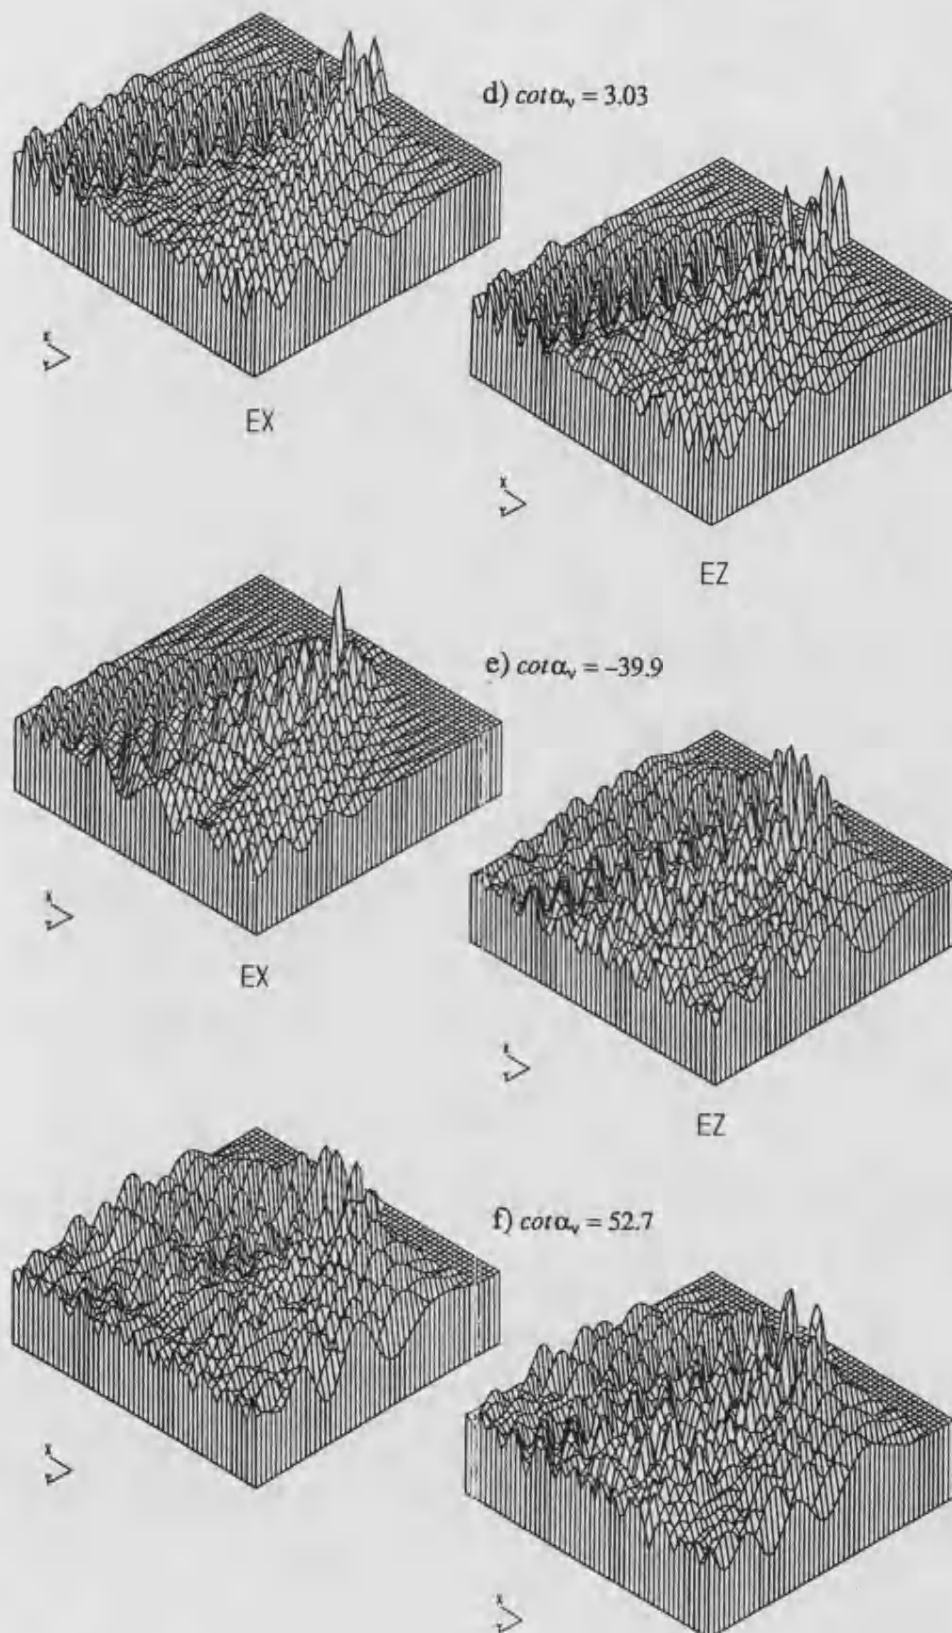 d) cotαᵥ = 3.03
X
Y
EX
X
Y
EZ
e) cotαᵥ = –39.9
X
Y
EX
X
Y
EZ
f) cotαᵥ = 52.7
X
Y
X
Y